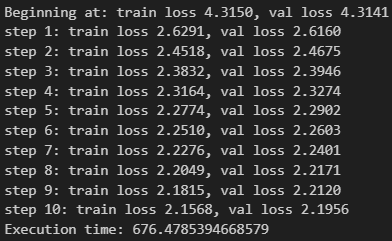 Beginning at: train loss 4.3150, val loss 4.3141
step 1: train loss 2.6291, val loss 2.6160
step 2: train loss 2.4518, val loss 2.4675
step 3: train loss 2.3832, val loss 2.3946
step 4: train loss 2.3164, val loss 2.3274
step 5: train loss 2.2774, val loss 2.2902
step 6: train loss 2.2510, val loss 2.2603
step 7: train loss 2.2276, val loss 2.2401
step 8: train loss 2.2049, val loss 2.2171
step 9: train loss 2.1815, val loss 2.2120
step 10: train loss 2.1568, val loss 2.1956
Execution time: 676.4785394668579